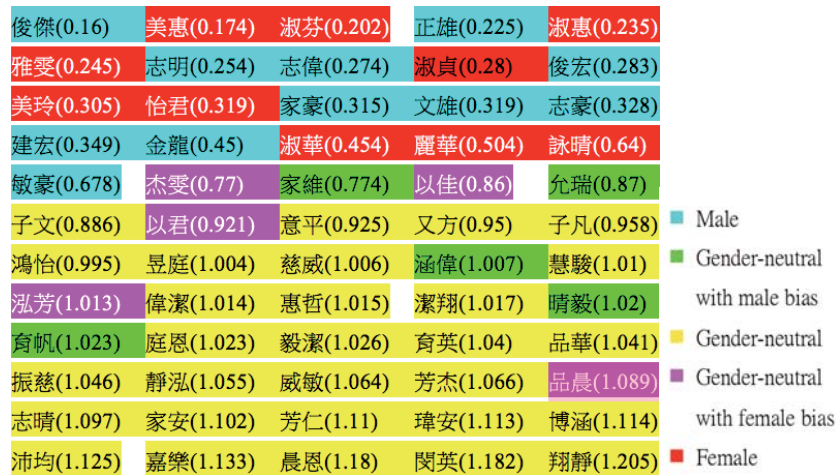 俊傑(0.16) 美惠(0.174) 淑芬(0.202) 正雄(0.225) 淑惠(0.235)
雅雯(0.245) 志明(0.254) 志偉(0.274) 淑貞(0.28) 俊宏(0.283)
美玲(0.305) 怡君(0.319) 家豪(0.315) 文雄(0.319) 志豪(0.328)
建宏(0.349) 金龍(0.45) 淑華(0.454) 麗華(0.504) 詠晴(0.64)
敏豪(0.678) 杰雯(0.77) 家維(0.774) 以佳(0.86) 允瑞(0.87)
子文(0.886) 以君(0.921) 意平(0.925) 又方(0.95) 子凡(0.958)
鴻怡(0.995) 昱庭(1.004) 慈威(1.006) 涵偉(1.007) 慧駿(1.01)
泓芳(1.013) 偉潔(1.014) 惠哲(1.015) 潔翔(1.017) 晴毅(1.02)
育帆(1.023) 庭恩(1.023) 毅潔(1.026) 育英(1.04) 品華(1.041)
振慈(1.046) 靜泓(1.055) 威敏(1.064) 芳杰(1.066) 品晨(1.089)
志晴(1.097) 家安(1.102) 芳仁(1.11) 瑋安(1.113) 博涵(1.114)
沛均(1.125) 嘉樂(1.133) 晨恩(1.18) 閔英(1.182) 翔靜(1.205)
Male
Gender-neutral
with male bias
Gender-neutral
Gender-neutral
with female bias
Female